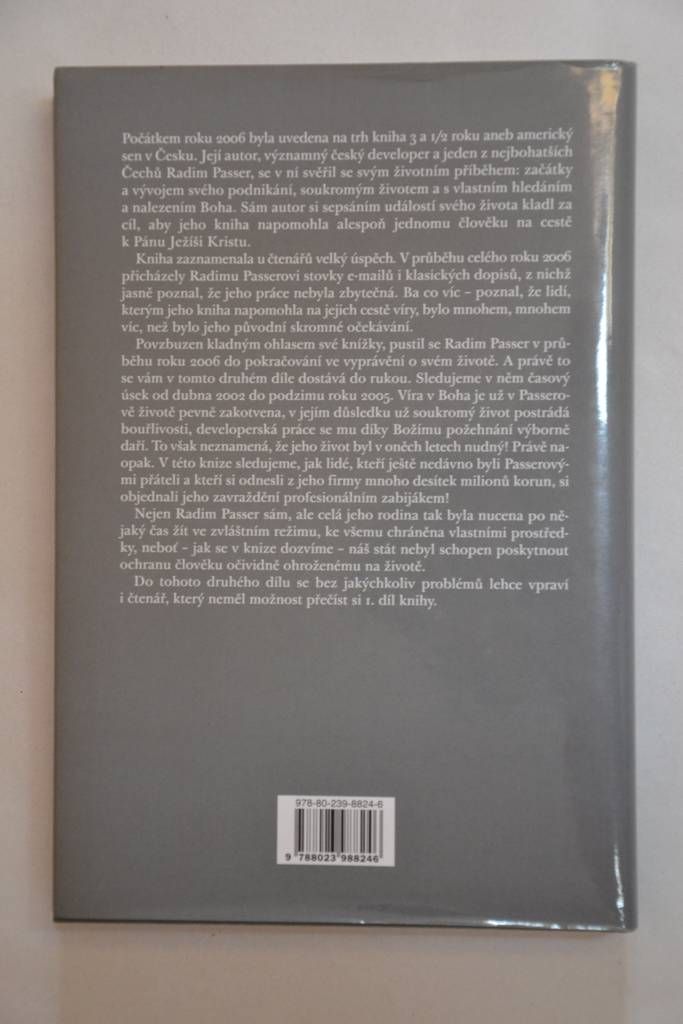 Počátkem roku 2006 byla uvedena na trh kniha 3 a 1/2 roku aneb americký
sen v Česku. Její autor, významný český developer a jeden z nejbohatších
Čechů Radim Passer, se v ní svěřil se svým životním příběhem: začátky
a vývojem svého podnikání, soukromým životem a s vlastním hledáním
a nalezením Boha. Sám autor si sepsáním událostí svého života kladl za
cíl, aby jeho kniha napomohla alespoň jednomu člověku na cestě
k Pánu Ježíši Kristu.
Kniha zaznamenala u čtenářů velký úspěch. V průběhu celého roku 2006
přicházely Radimu Passerovi stovky e-mailů i klasických dopisů, z nichž
jasně poznal, že jeho práce nebyla zbytečná. Ba co víc – poznal, že lidí,
kterým jeho kniha napomohla na jejich cestě víry, bylo mnohem, mnohem
víc, než bylo jeho původní skromné očekávání.
Povzbuzen kladným ohlasem své knížky, pustil se Radim Passer v prů-
běhu roku 2006 do pokračování ve vyprávění o svém životě. A právě to
se vám v tomto druhém díle dostává do rukou. Sledujeme v něm časový
úsek od dubna 2002 do podzimu roku 2005. Víra v Boha je už v Passero-
vě životě pevně zakotvena, v jejím důsledku už soukromý život postrádá
bouřlivosti, developerská práce se mu díky Božímu požehnání výborně
daří. To však neznamená, že jeho život byl v oněch letech nudný! Právě na-
opak. V této knize sledujeme, jak lidé, kteří ještě nedávno byli Passerový-
mi přáteli a kteří si odnesli z jeho firmy mnoho desítek milionů korun, si
objednali jeho zavraždění profesionálním zabijákem!
Nejen Radim Passer sám, ale celá jeho rodina tak byla nucena po ně-
jaký čas žít ve zvláštním režimu, ke všemu chráněna vlastními prostřed-
ky, neboť – jak se v knize dozvíme – náš stát nebyl schopen poskytnout
ochranu člověku očividně ohroženému na životě.
Do tohoto druhého dílu se bez jakýchkoliv problémů lehce vpraví
i čtenář, který neměl možnost přečíst si 1. díl knihy.
978-80-239-8824-6
9 788023 988246